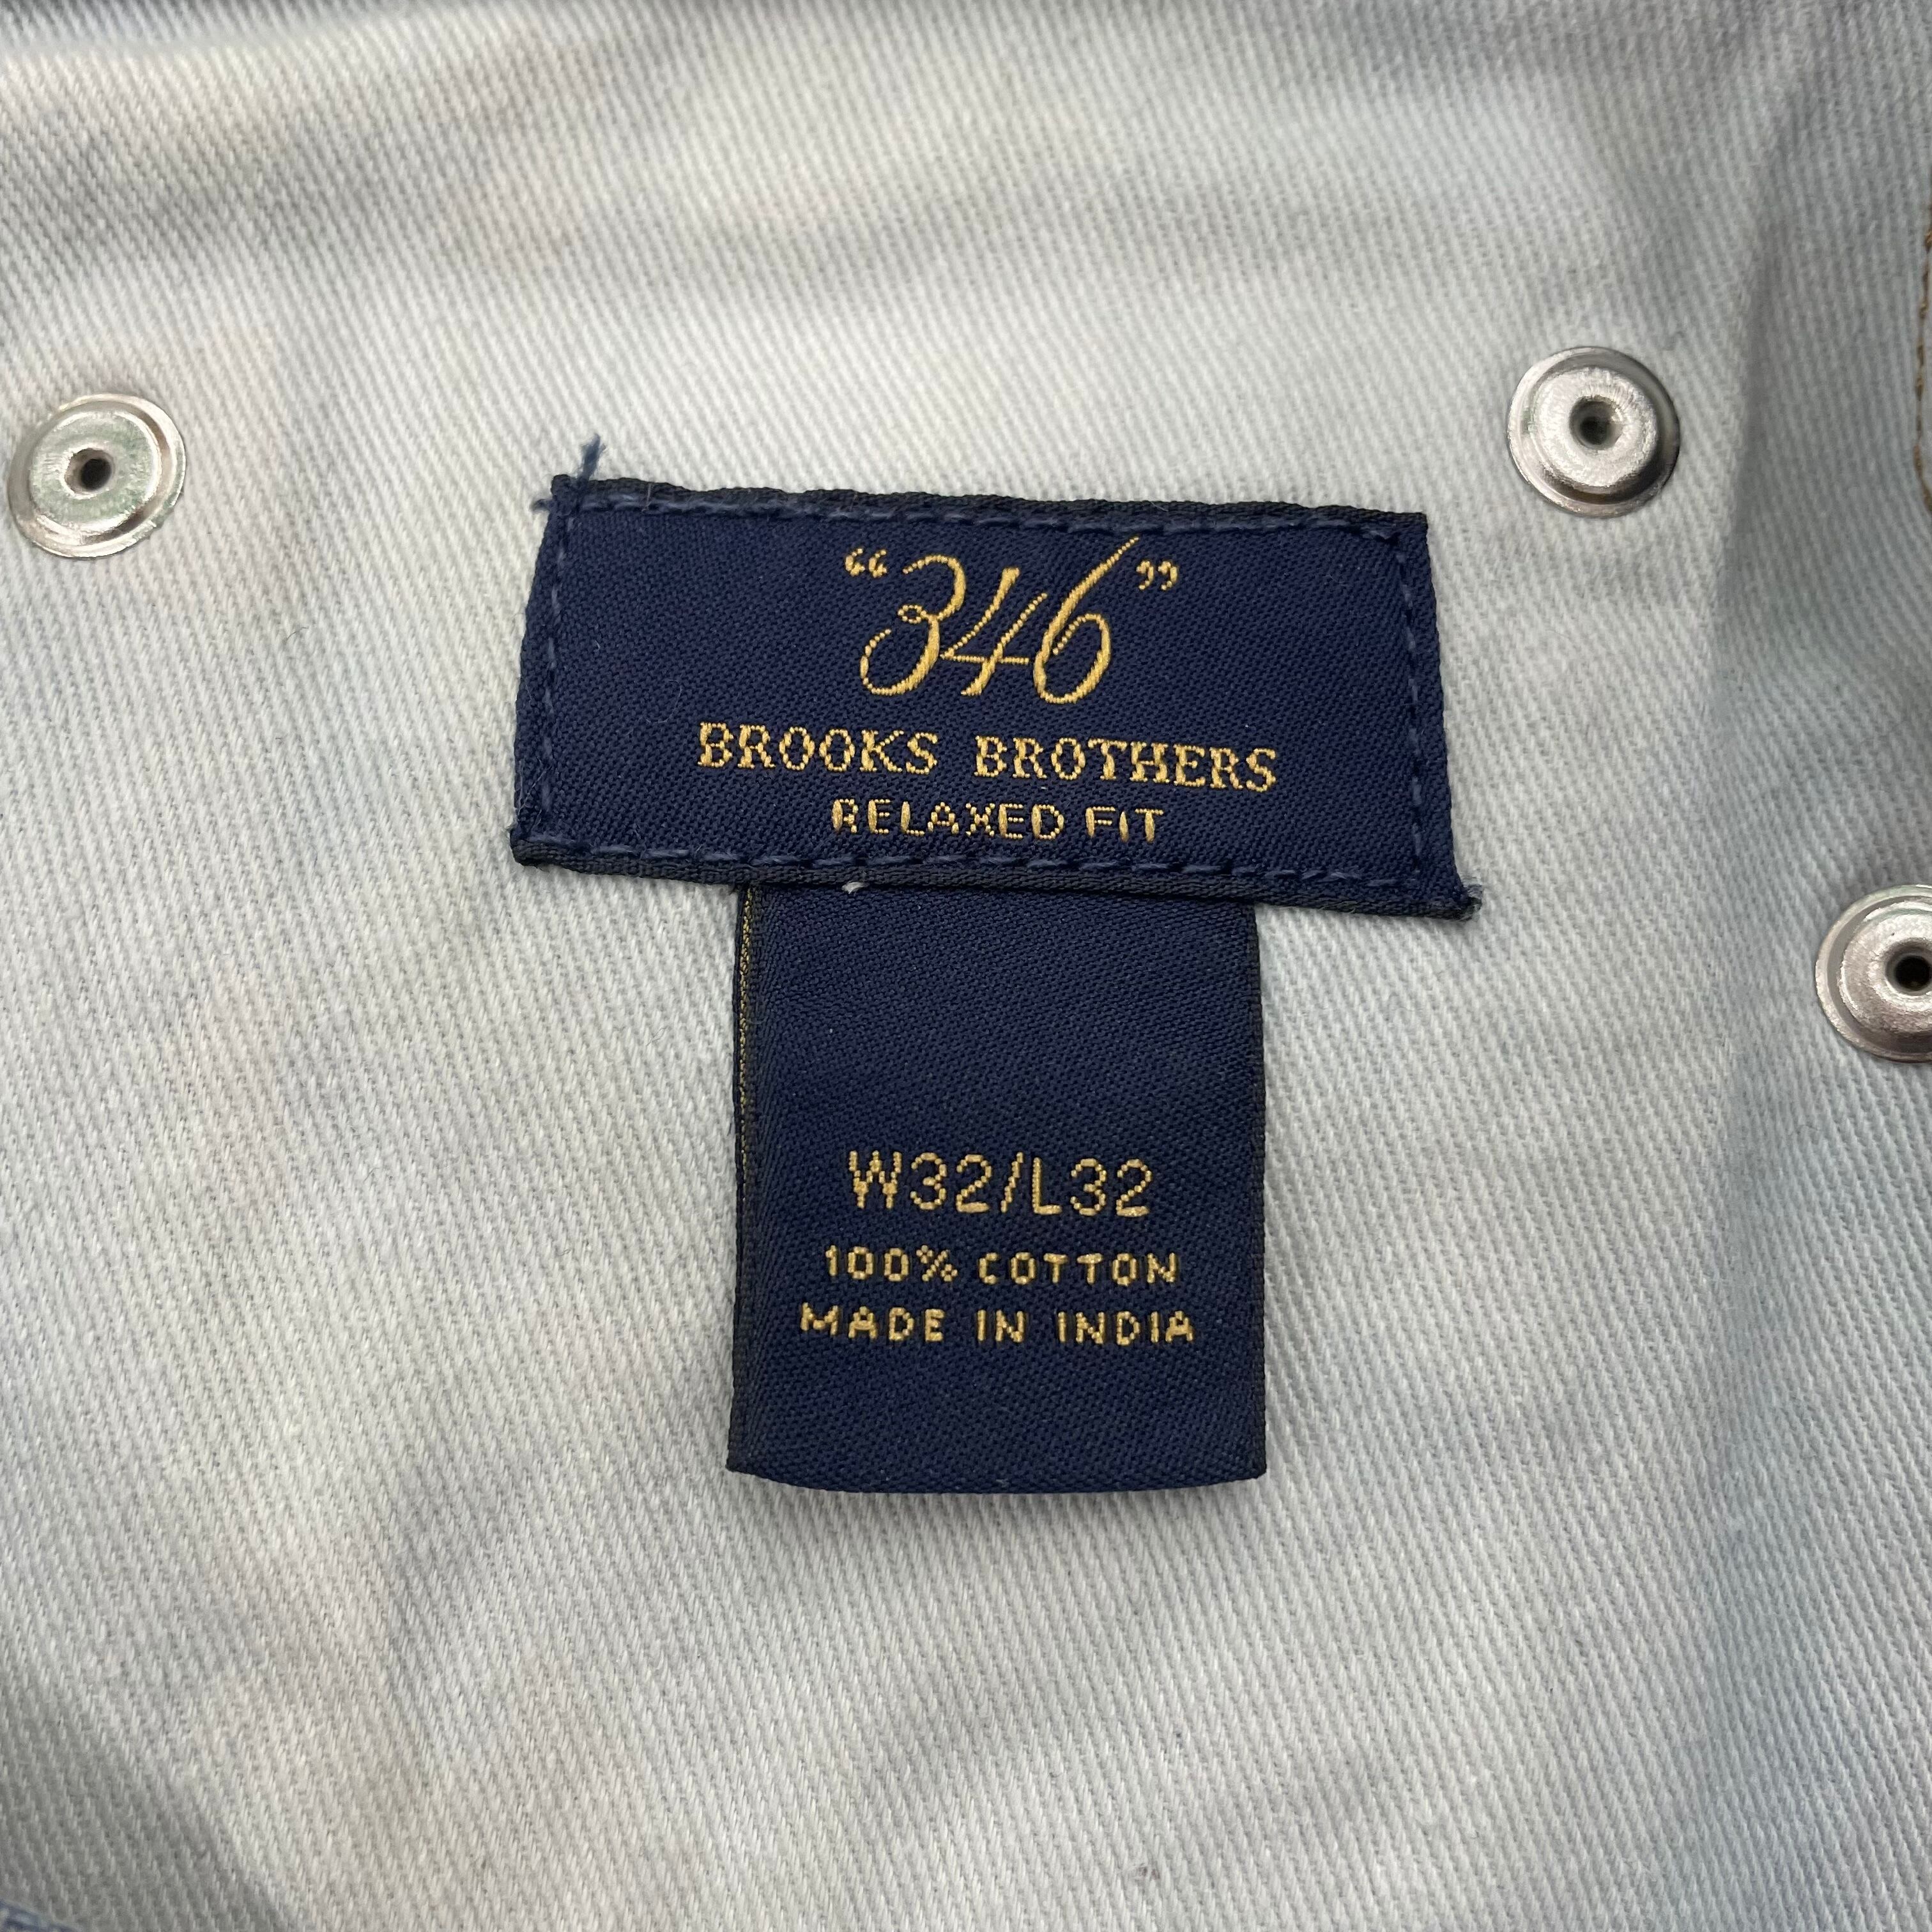 “346”
BROOKS BROTHERS
RELAXED FIT
W32/L32
100% COTTON
MADE IN INDIA